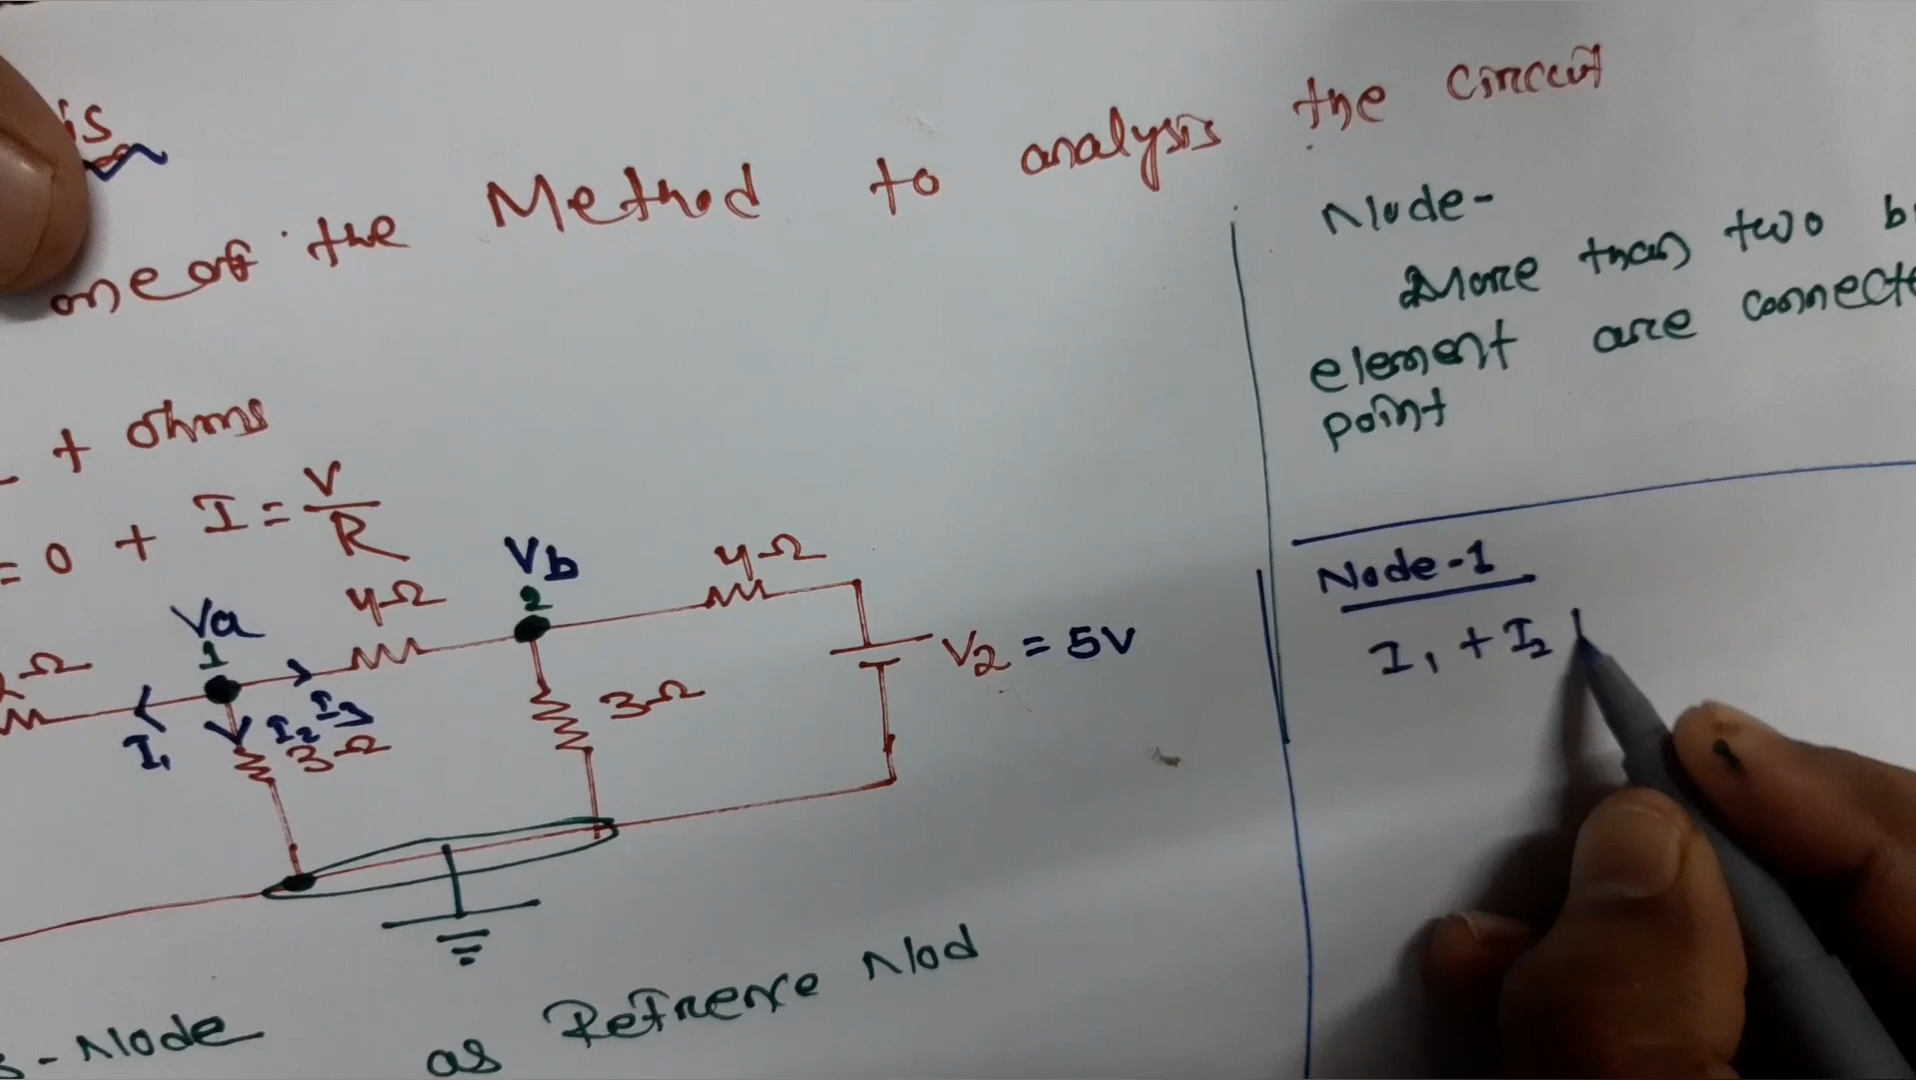 is
one of the Method to analysis the circuit
+ ohms
= 0 + I = V/R
Va
1
4Ω
Vb
2
4Ω
V2 = 5V
Ω
I1
I2
I3
3Ω
3Ω
- Node as Refrence Nod
Node-
More than two
element are connecte
point
Node-1
I1 + I2